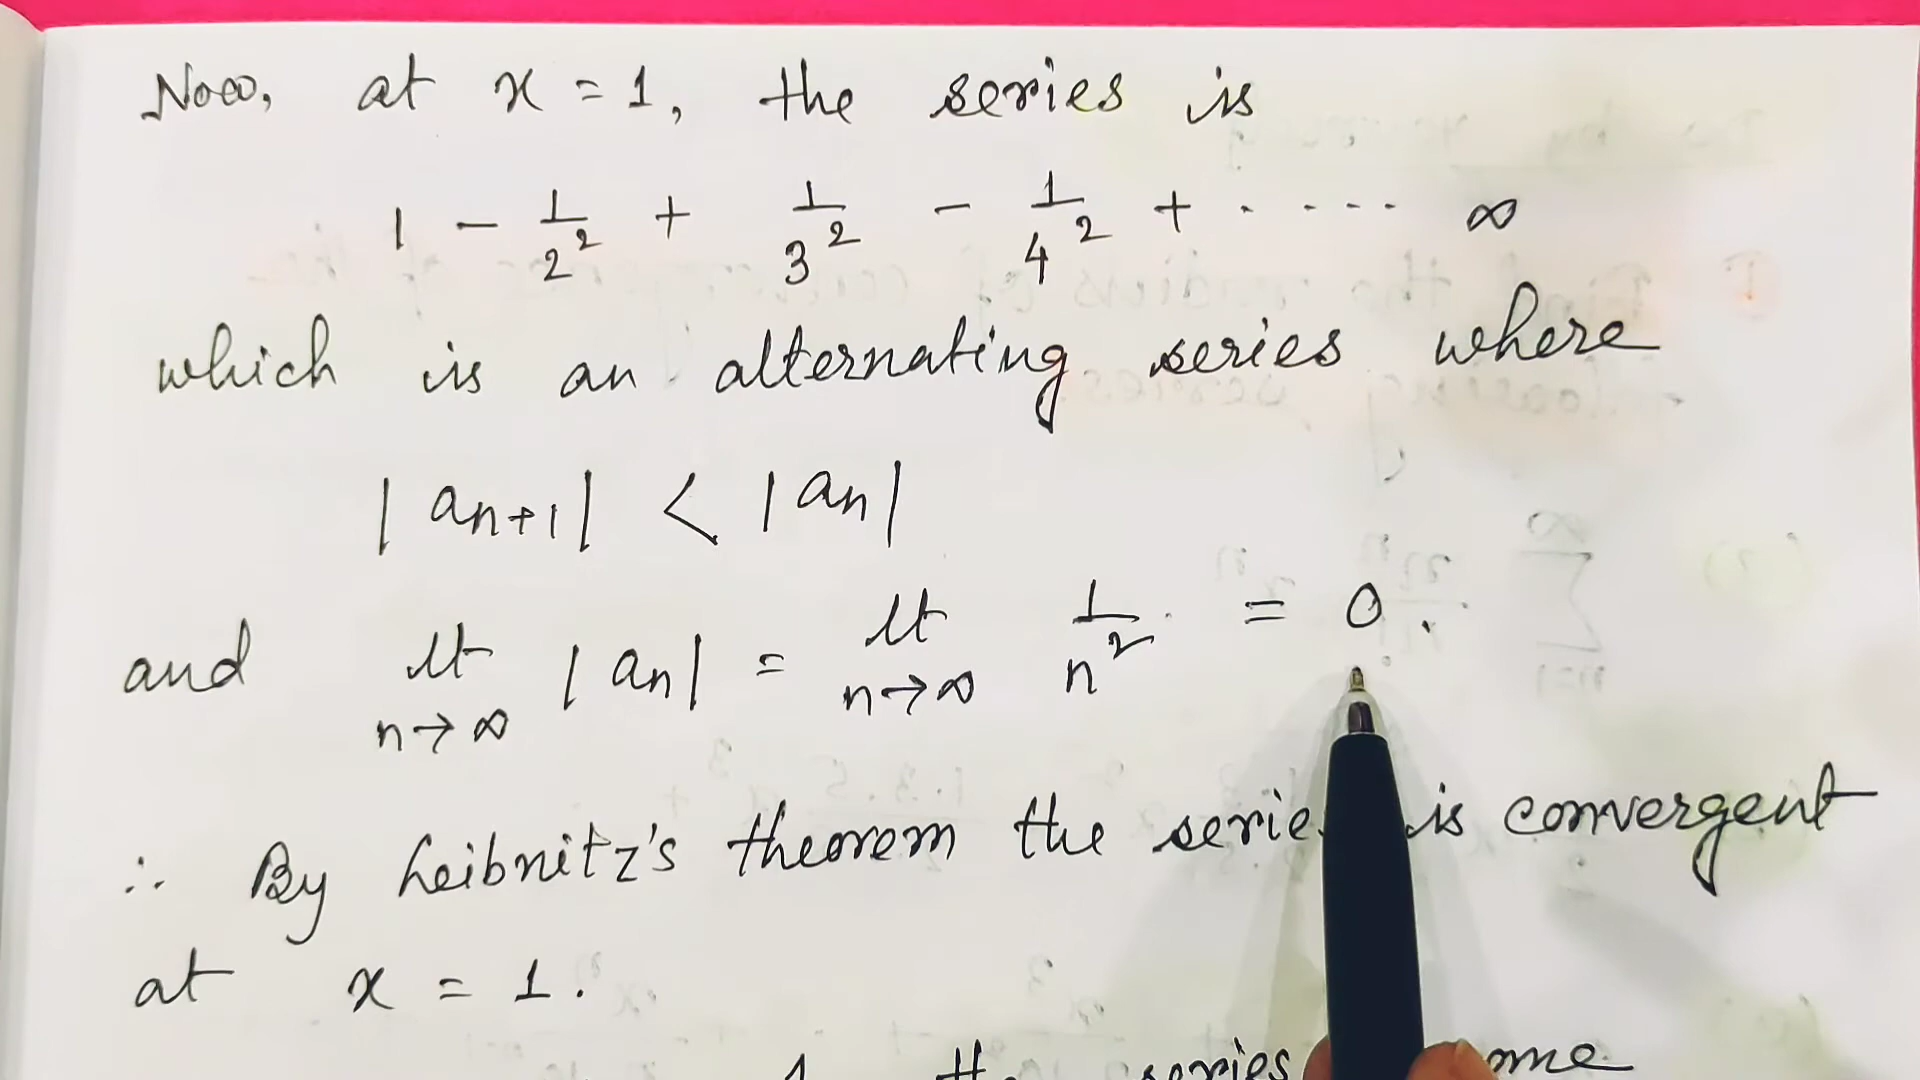 Now, at x = 1, the series is
1 - 1/2² + 1/3² - 1/4² + · · · · · ∞
which is an alternating series where
| an+1 | < | an |
and lt n→∞ | an | = lt n→∞ 1/n² = 0.
∴ By Leibnitz's theorem the serie is convergent
at x = 1.
series